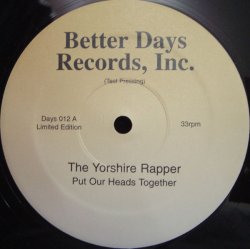 Better Days
Records, Inc.
(Test Pressing)
Days 012 A
Limited Edition
33rpm
The Yorshire Rapper
Put Our Heads Together